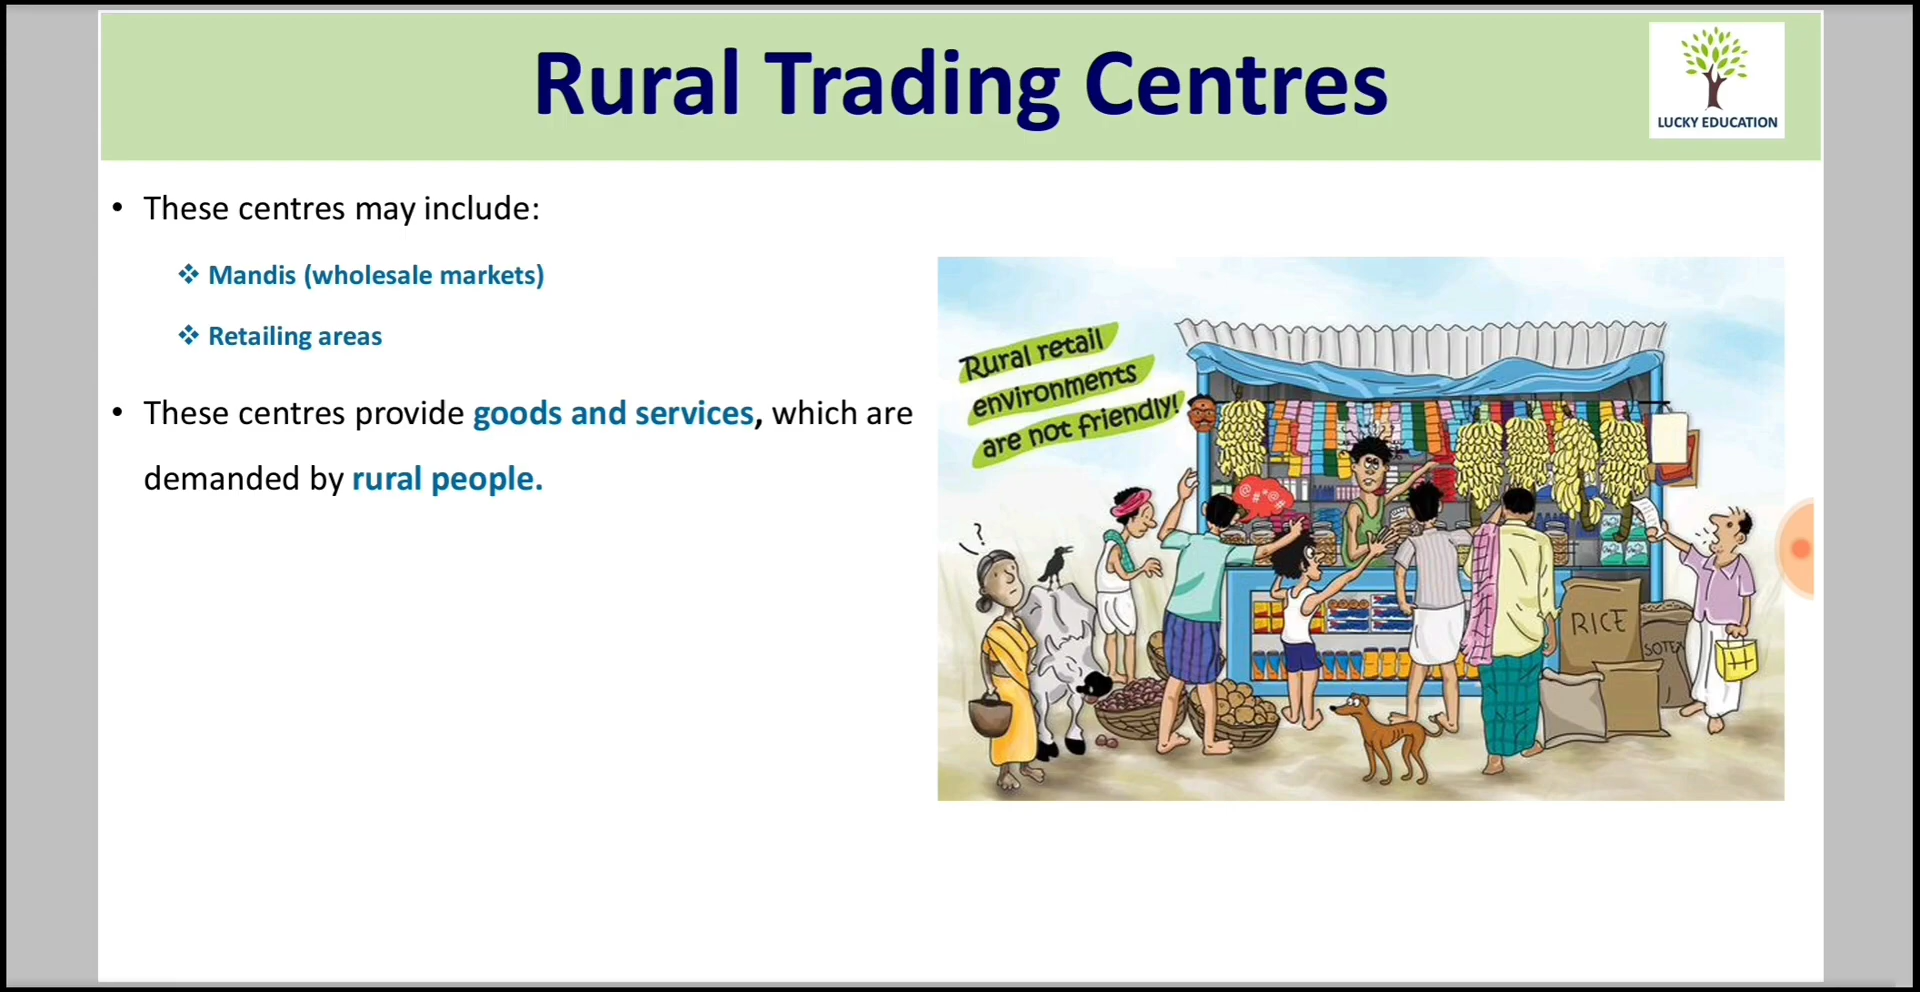 Rural Trading Centres
LUCKY EDUCATION
• These centres may include:
❖ Mandis (wholesale markets)
❖ Retailing areas
• These centres provide goods and services, which are
demanded by rural people.
Rural retail
environments
are not friendly!
?
@*@
#*#
RICE